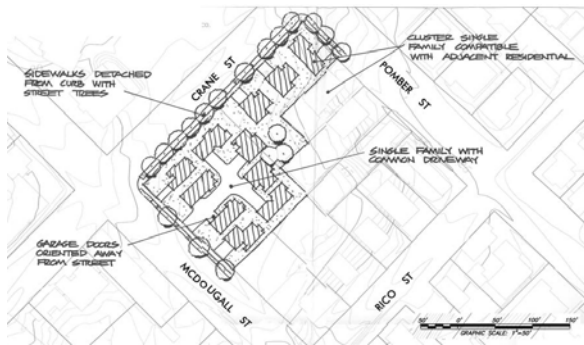 CLUSTER SINGLE
FAMILY COMPATIBLE
WITH ADJACENT RESIDENTIAL
SIDEWALKS DETACHED
FROM CURB WITH
STREET TREES
CRANE ST
POMBER ST
SINGLE FAMILY WITH
COMMON DRIVEWAY
GARAGE DOORS
ORIENTED AWAY
FROM STREET
MCDOUGALL ST
RICO ST
50' 0' 50' 100' 150'
GRAPHIC SCALE: 1"=50'